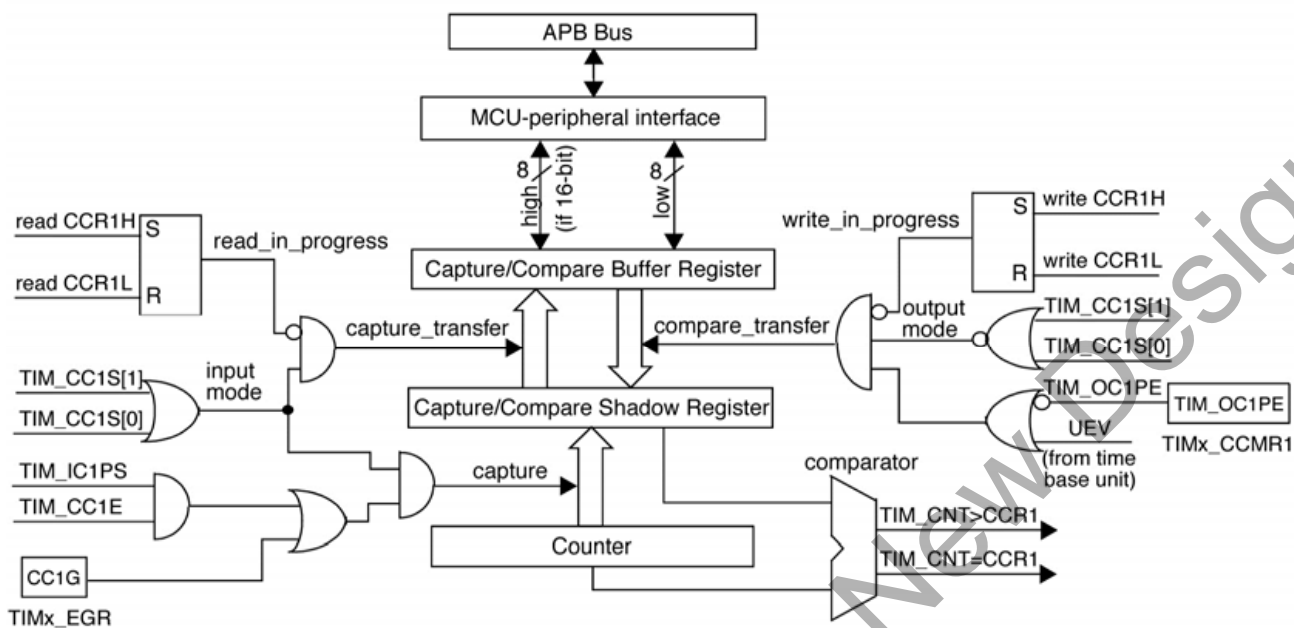 APB Bus
MCU-peripheral interface
8
high
(if 16-bit)
8
low
read CCR1H
S
read_in_progress
read CCR1L
R
write_in_progress
S
write CCR1H
R
write CCR1L
Capture/Compare Buffer Register
capture_transfer
compare_transfer
output
mode
TIM_CC1S[1]
TIM_CC1S[0]
TIM_CC1S[1]
TIM_CC1S[0]
input
mode
Capture/Compare Shadow Register
TIM_OC1PE
TIM_OC1PE
UEV
(from time
base unit)
TIMx_CCMR1
TIM_IC1PS
TIM_CC1E
capture
comparator
Counter
TIM_CNT>CCR1
TIM_CNT=CCR1
CC1G
TIMx_EGR
New Desig